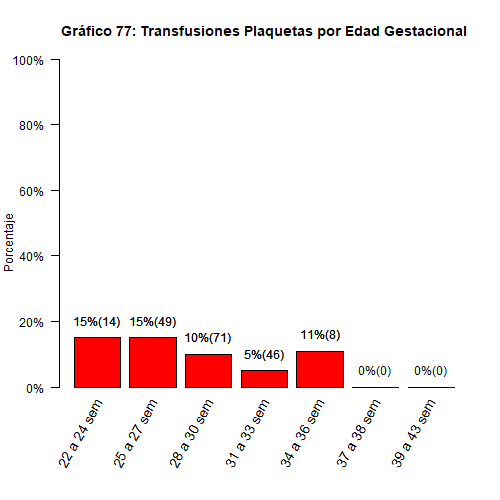 Gráfico 77: Transfusiones Plaquetas por Edad Gestacional
Porcentaje
100%
80%
60%
40%
20%
0%
15%(14)
15%(49)
10%(71)
5%(46)
11%(8)
0%(0)
0%(0)
22 a 24 sem
25 a 27 sem
28 a 30 sem
31 a 33 sem
34 a 36 sem
37 a 38 sem
39 a 43 sem